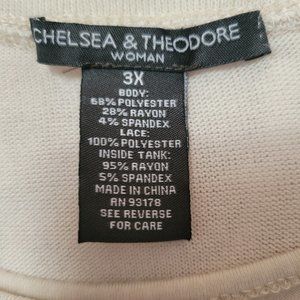 CHELSEA & THEODORE
WOMAN
3X
BODY:
68% POLYESTER
28% RAYON
4% SPANDEX
LACE:
100% POLYESTER
INSIDE TANK:
95% RAYON
5% SPANDEX
MADE IN CHINA
RN 93178
SEE REVERSE
FOR CARE